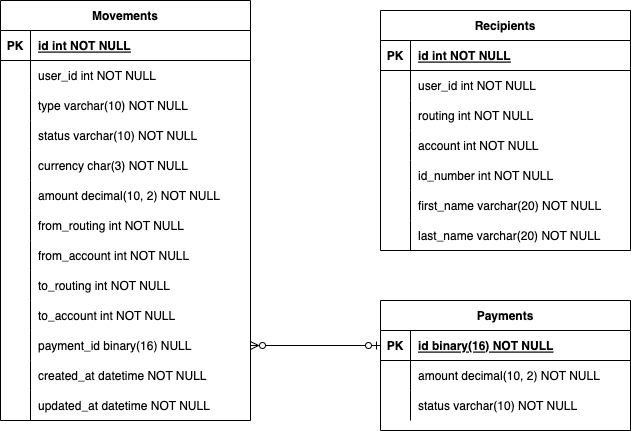 Movements
PK id int NOT NULL
user_id int NOT NULL
type varchar(10) NOT NULL
status varchar(10) NOT NULL
currency char(3) NOT NULL
amount decimal(10, 2) NOT NULL
from_routing int NOT NULL
from_account int NOT NULL
to_routing int NOT NULL
to_account int NOT NULL
payment_id binary(16) NULL
created_at datetime NOT NULL
updated_at datetime NOT NULL
Recipients
PK id int NOT NULL
user_id int NOT NULL
routing int NOT NULL
account int NOT NULL
id_number int NOT NULL
first_name varchar(20) NOT NULL
last_name varchar(20) NOT NULL
Payments
PK id binary(16) NOT NULL
amount decimal(10, 2) NOT NULL
status varchar(10) NOT NULL